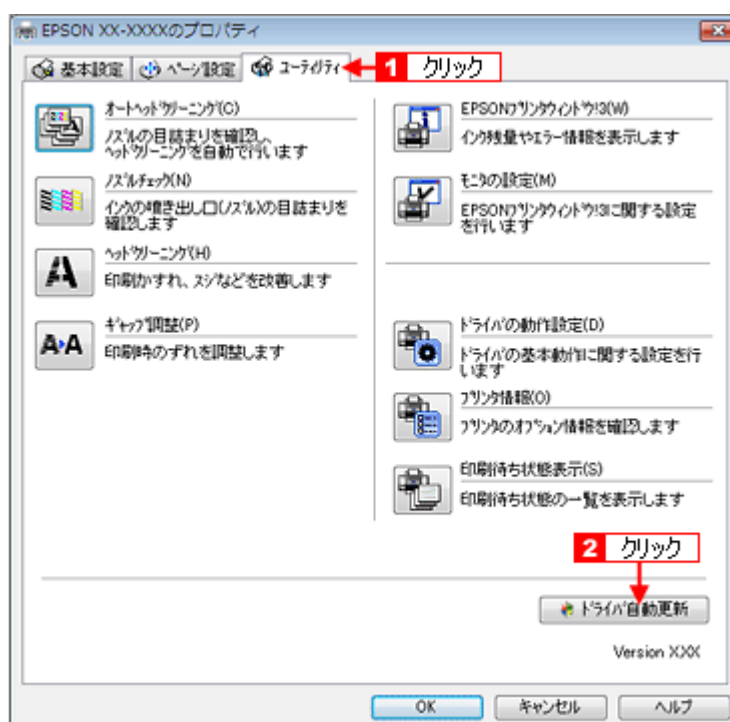 EPSON XX-XXXXのプロパティ
基本設定
ページ設定
ユーティリティ
1 クリック
オートヘッドクリーニング(C)
ノズルの目詰まりを確認し、
ヘッドクリーニングを自動で行います
ノズルチェック(N)
インクの噴き出し口(ノズル)の目詰まりを
確認します
ヘッドクリーニング(H)
印刷かすれ、スジなどを改善します
ギャップ調整(P)
A▸A
印刷時のずれを調整します
EPSONプリンタウィンドウ!3(W)
インク残量やエラー情報を表示します
モニタの設定(M)
EPSONプリンタウィンドウ!3に関する設定
を行います
ドライバの動作設定(D)
ドライバの基本動作に関する設定を行
います
プリンタ情報(O)
プリンタのオプション情報を確認します
印刷待ち状態表示(S)
印刷待ち状態の一覧を表示します
2 クリック
ドライバ自動更新
Version X.XX
OK
キャンセル
ヘルプ